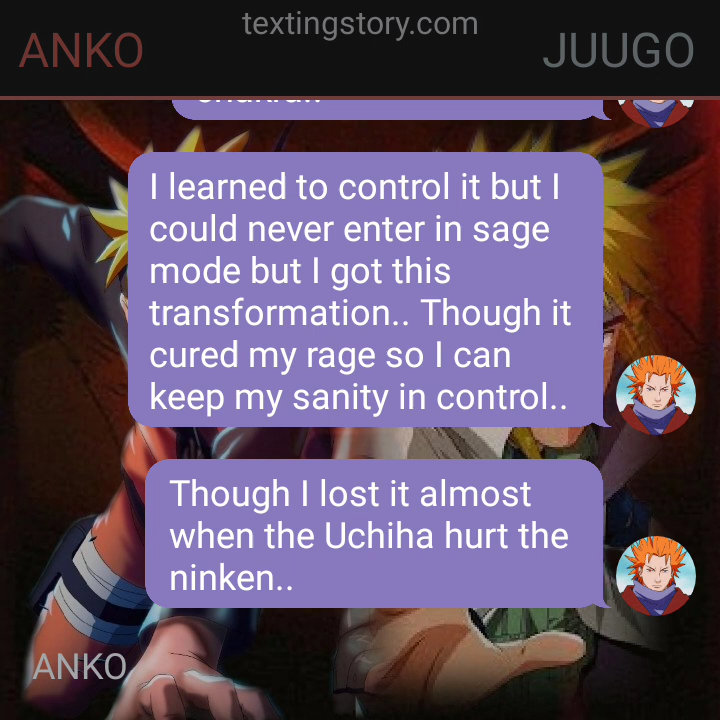 textingstory.com
ANKO
JUUGO
I learned to control it but I
could never enter in sage
mode but I got this
transformation.. Though it
cured my rage so I can
keep my sanity in control..
Though I lost it almost
when the Uchiha hurt the
ninken..
ANKO